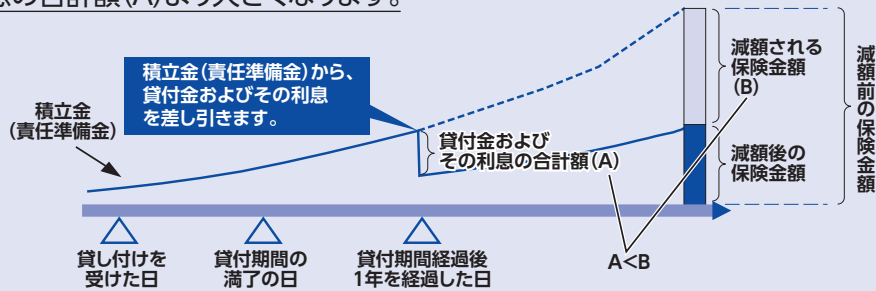 息の合計額(A)より大きくなります。
積立金(責任準備金)から、
貸付金およびその利息
を差し引きます。
積立金
(責任準備金)
貸付金および
その利息の合計額(A)
減額される
保険金額
(B)
減額後の
保険金額
減額前の保険金額
貸し付けを
受けた日
貸付期間の
満了の日
貸付期間経過後
1年を経過した日
A<B